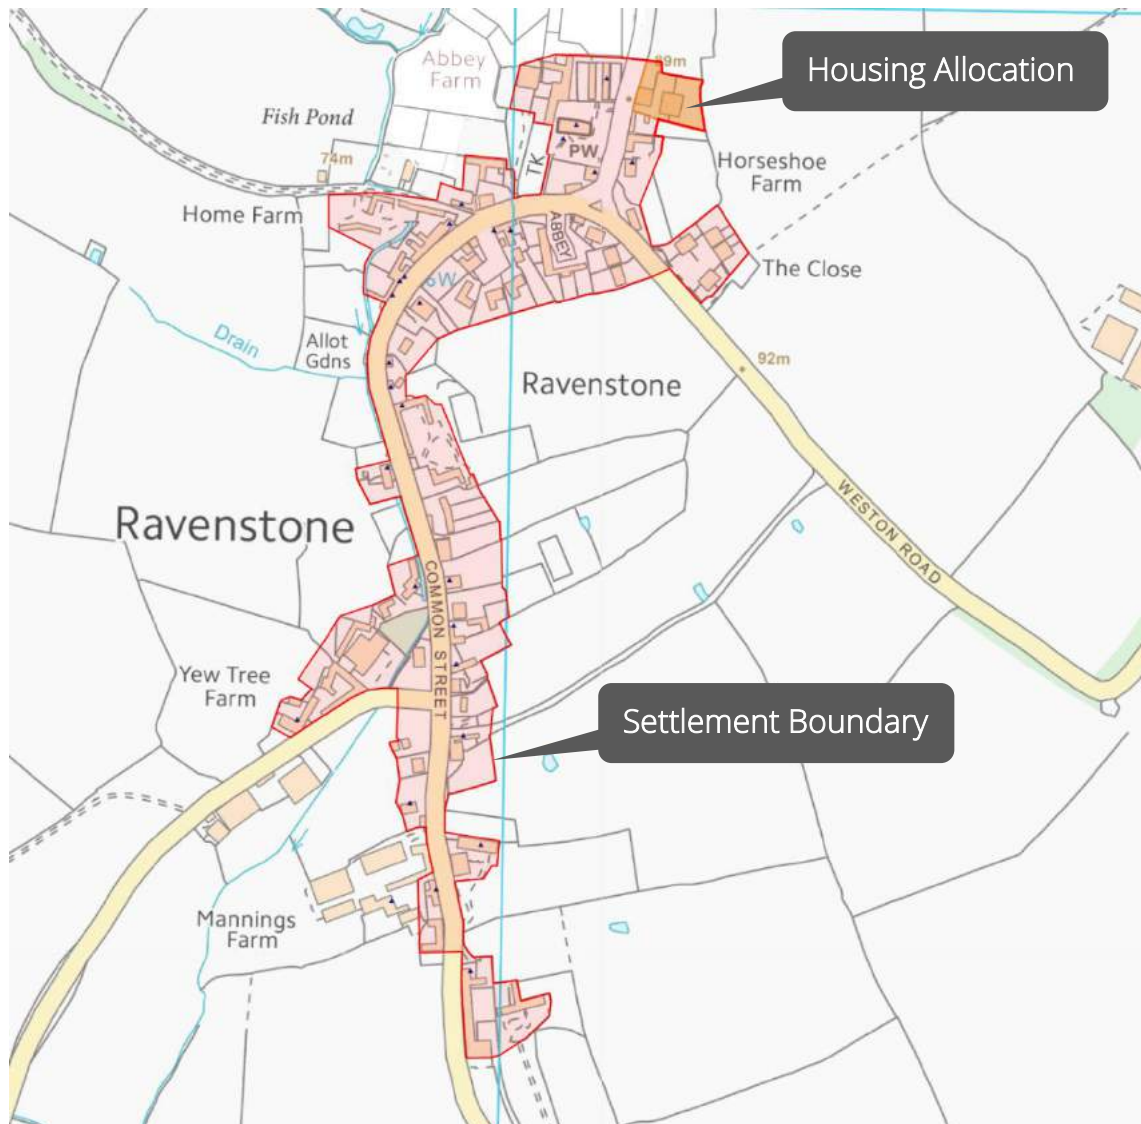 Abbey
Farm
89m
Housing Allocation
Fish Pond
74m
TK
PW
Horseshoe
Farm
Home Farm
ABBEY
The Close
W
Drain
Allot
Gdns
92m
Ravenstone
Ravenstone
WESTON ROAD
COMMON STREET
Yew Tree
Farm
Settlement Boundary
Mannings
Farm